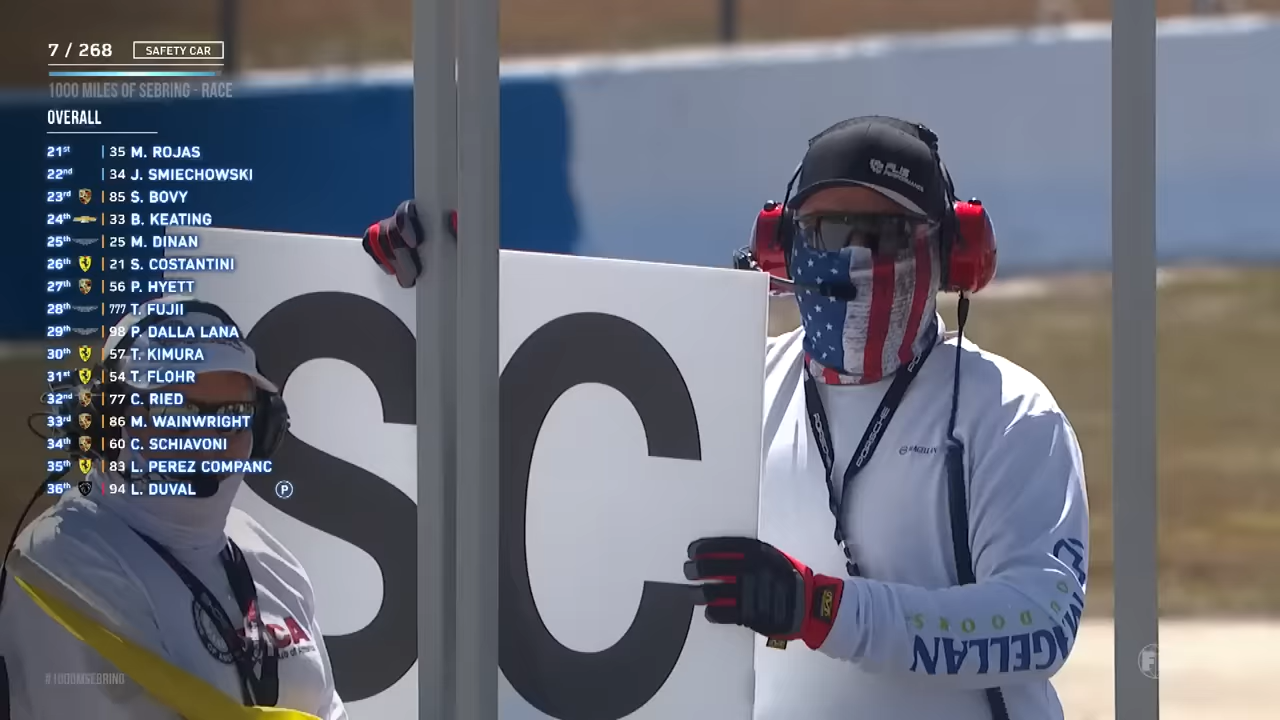 7 / 268 SAFETY CAR
1000 MILES OF SEBRING - RACE
OVERALL
21st 35 M. ROJAS
22nd 34 J. SMIECHOWSKI
23rd 85 S. BOVY
24th 33 B. KEATING
25th 25 M. DINAN
26th 21 S. COSTANTINI
27th 56 P. HYETT
28th 777 T. FUJII
29th 98 P. DALLA LANA
30th 57 T. KIMURA
31st 54 T. FLOHR
32nd 77 C. RIED
33rd 86 M. WAINWRIGHT
34th 60 C. SCHIAVONI
35th 83 L. PEREZ COMPANC
36th 94 L. DUVAL P
#1000MSEBRING
SC
PORSCHE
PORSCHE
MAGELLAN
OUTDOORS
MAGELLAN